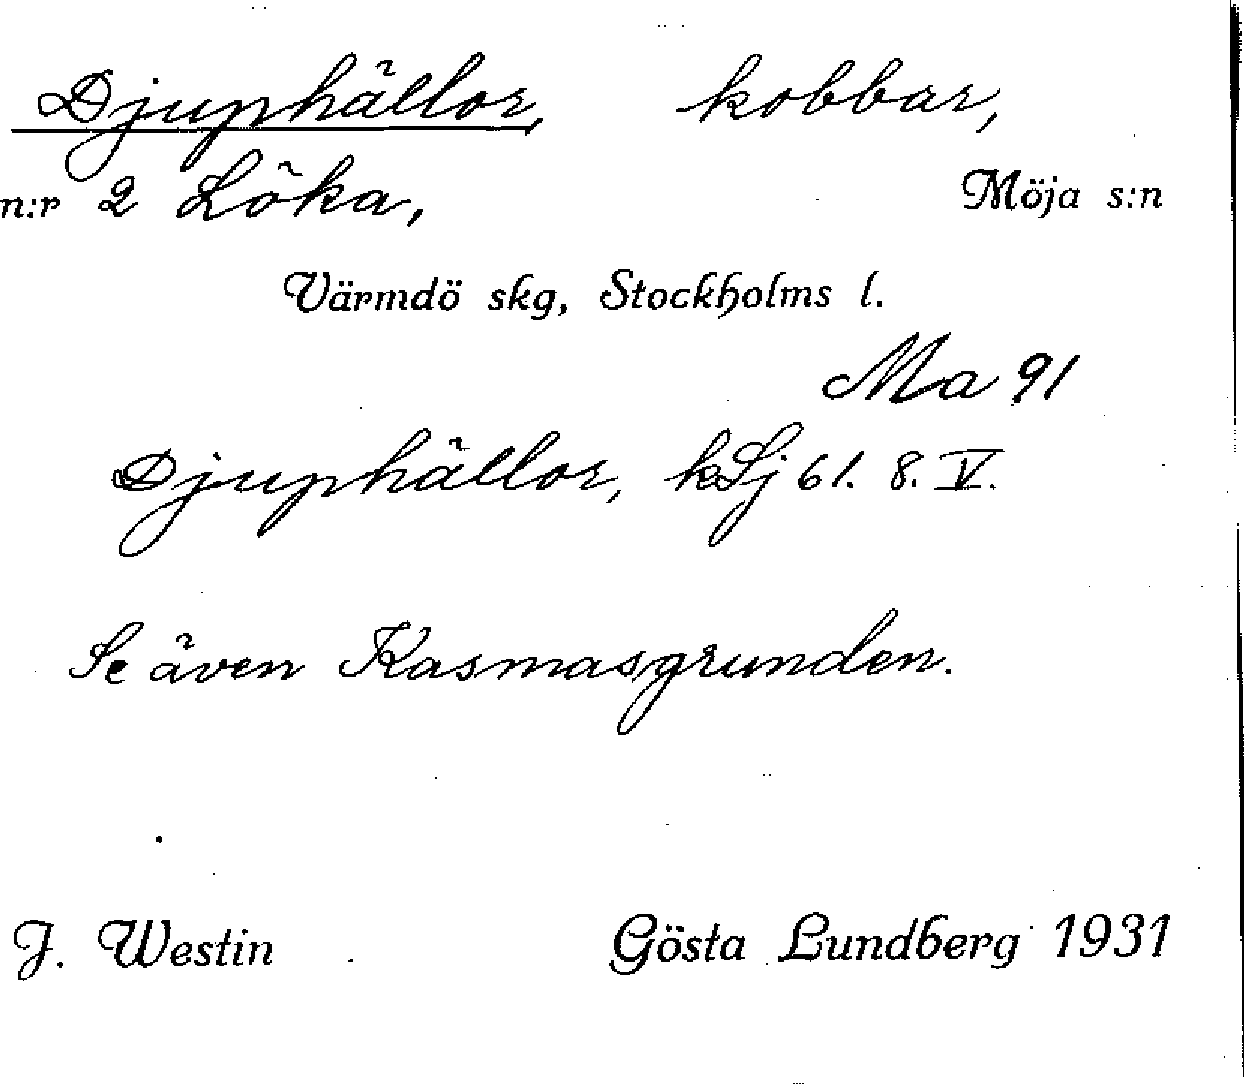 Djuphällor, kobbar,
n:r 2 Löka, Möja s:n
Värmdö skg, Stockholms l.
Ma 91
Djuphällor, kSj 61. 8. V.
Se även Kasmasgrunden.
J. Westin Gösta Lundberg 1931